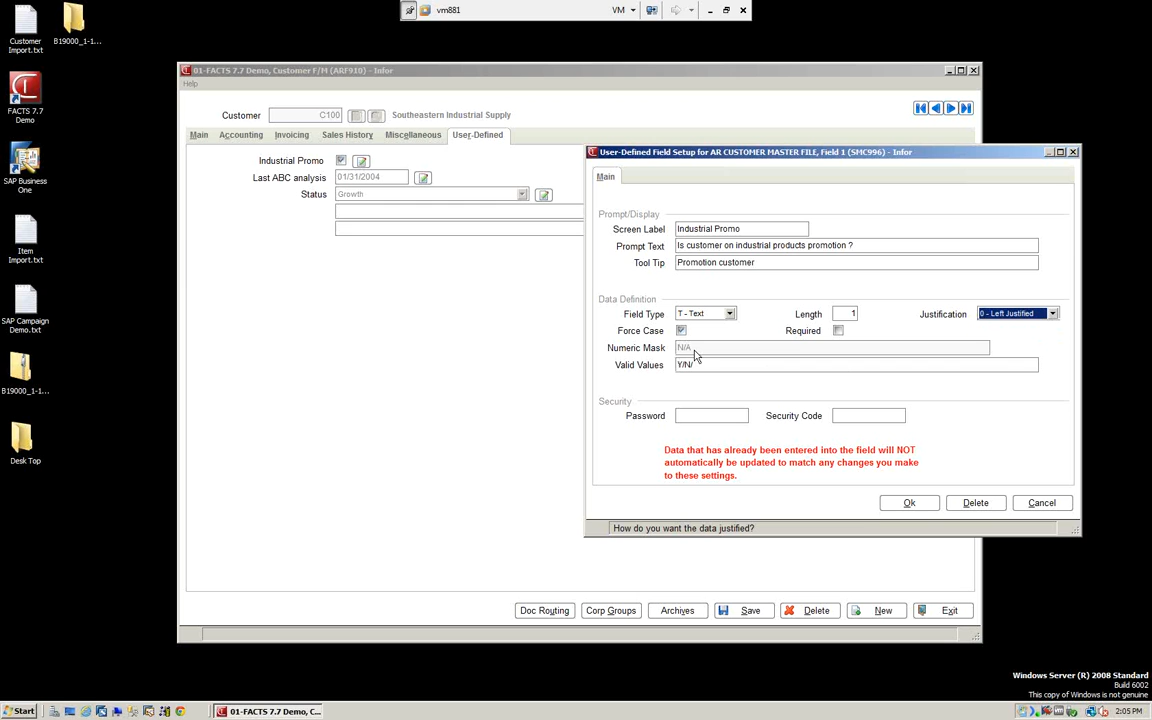 vm881
VM
Customer Import.txt
B19000_1-1...
FACTS 7.7 Demo
SAP Business One
Item Import.txt
SAP Campaign Demo.txt
B19000_1-1...
Desk Top
01-FACTS 7.7 Demo, Customer F/M (ARF910) - Infor
Help
Customer C100 Southeastern Industrial Supply
Main Accounting Invoicing Sales History Miscellaneous User-Defined
Industrial Promo
Last ABC analysis 01/31/2004
Status Growth
User-Defined Field Setup for AR CUSTOMER MASTER FILE, Field 1 (SMC996) - Infor
Main
Prompt/Display
Screen Label Industrial Promo
Prompt Text Is customer on industrial products promotion ?
Tool Tip Promotion customer
Data Definition
Field Type T - Text Length 1 Justification 0 - Left Justified
Force Case Required
Numeric Mask N/A
Valid Values Y/N/
Security
Password Security Code
Data that has already been entered into the field will NOT
automatically be updated to match any changes you make
to these settings.
Ok Delete Cancel
How do you want the data justified?
Doc Routing Corp Groups Archives Save Delete New Exit
Windows Server (R) 2008 Standard
Build 6002
This copy of Windows is not genuine
Start 01-FACTS 7.7 Demo, C... 2:05 PM